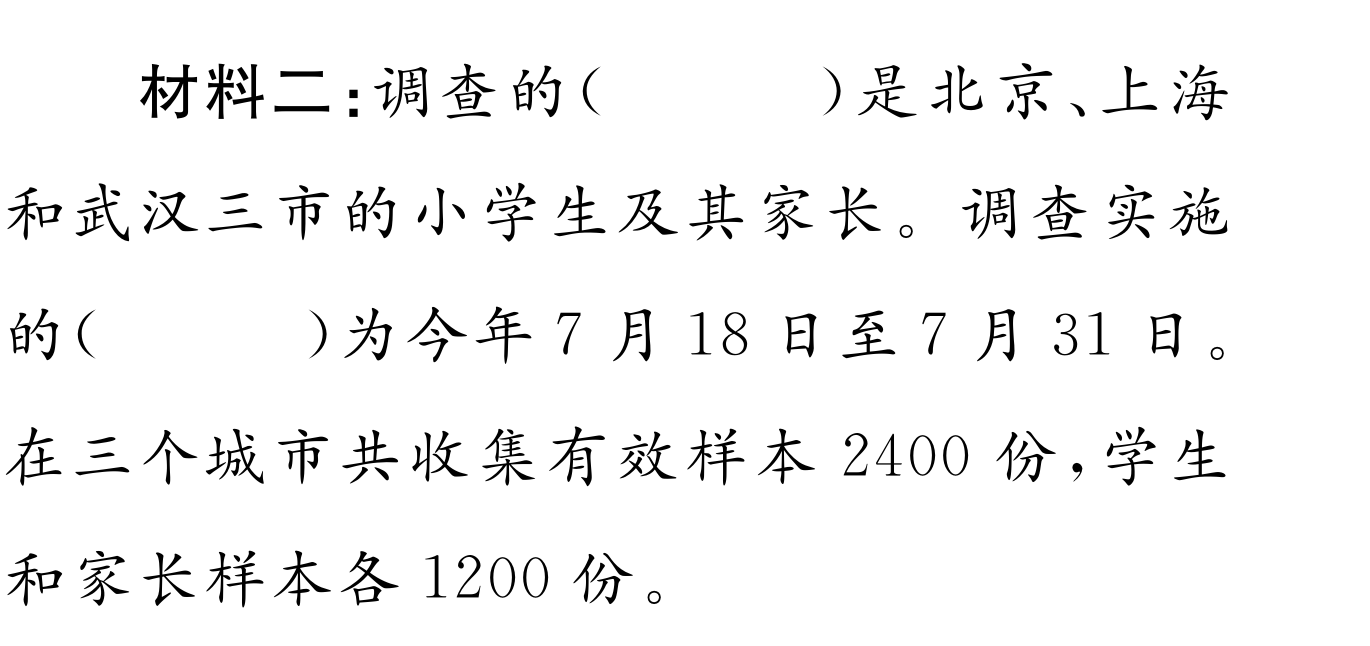 材料二:调查的(　　　)是北京、上海
和武汉三市的小学生及其家长。调查实施
的(　　　)为今年7月18日至7月31日。
在三个城市共收集有效样本2400份,学生
和家长样本各1200份。